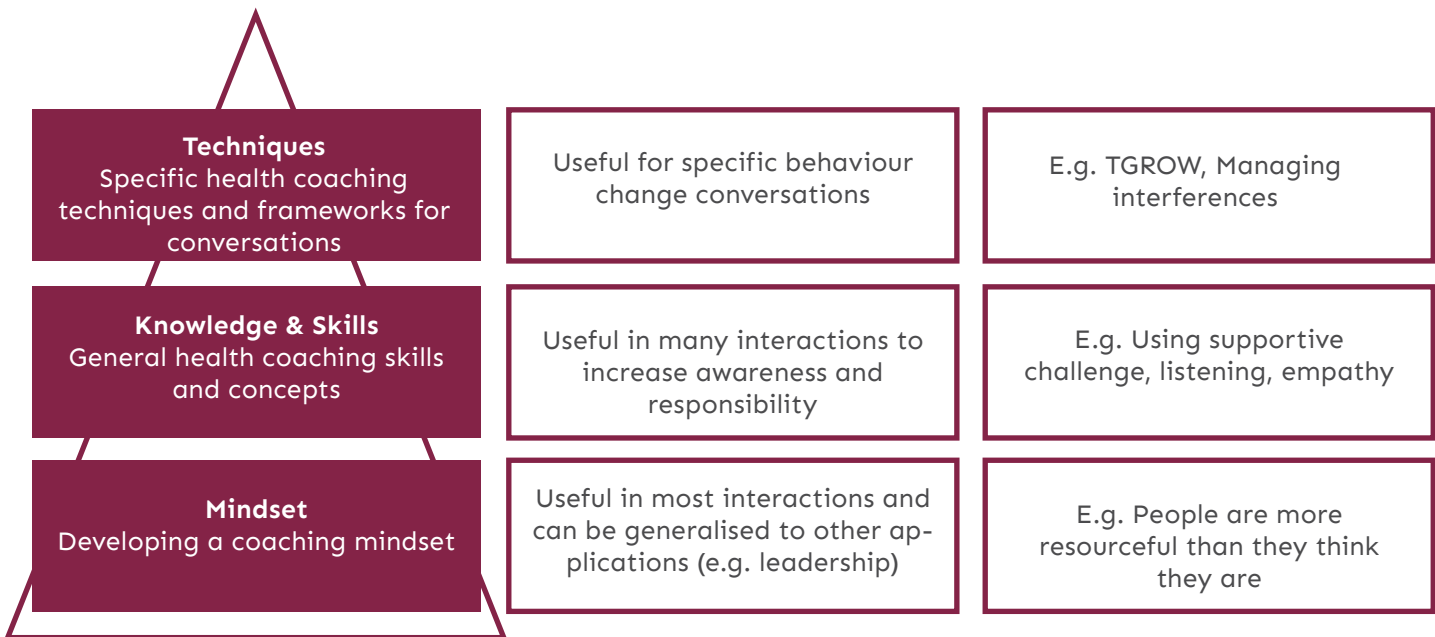 Techniques
Specific health coaching
techniques and frameworks for
conversations
Useful for specific behaviour
change conversations
E.g. TGROW, Managing
interferences
Knowledge & Skills
General health coaching skills
and concepts
Useful in many interactions to
increase awareness and
responsibility
E.g. Using supportive
challenge, listening, empathy
Mindset
Developing a coaching mindset
Useful in most interactions and
can be generalised to other ap-
plications (e.g. leadership)
E.g. People are more
resourceful than they think
they are